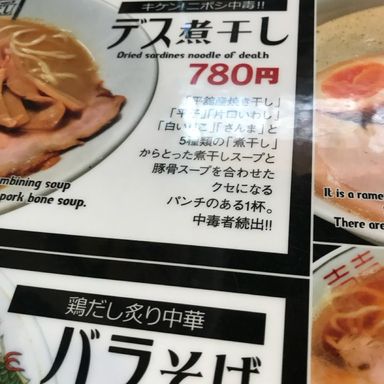 キケン!ニボシ中毒!!
デス煮干し
Dried sardines noodle of death
780円
「平舘産焼き干し」
「平子」「片口いわし」
「白いりこ」「さんま」と
5種類の「煮干し」
からとった煮干しスープと
豚骨スープを合わせた
クセになる
パンチのある1杯。
中毒者続出!!
mbining soup
pork bone soup.
It is a rame
There are
鶏だし炙り中華
バラそば